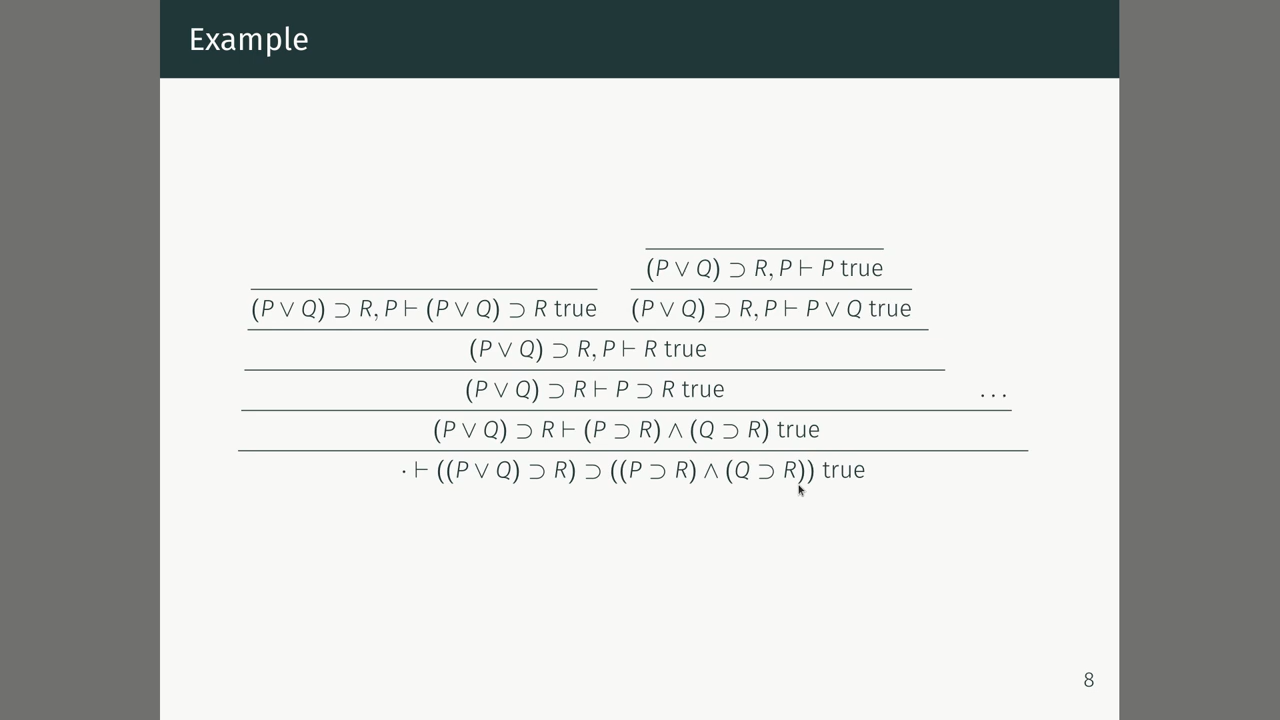 Example
(P ∨ Q) ⊃ R, P ⊢ P true
(P ∨ Q) ⊃ R, P ⊢ (P ∨ Q) ⊃ R true (P ∨ Q) ⊃ R, P ⊢ P ∨ Q true
(P ∨ Q) ⊃ R, P ⊢ R true
(P ∨ Q) ⊃ R ⊢ P ⊃ R true ...
(P ∨ Q) ⊃ R ⊢ (P ⊃ R) ∧ (Q ⊃ R) true
· ⊢ ((P ∨ Q) ⊃ R) ⊃ ((P ⊃ R) ∧ (Q ⊃ R)) true
8